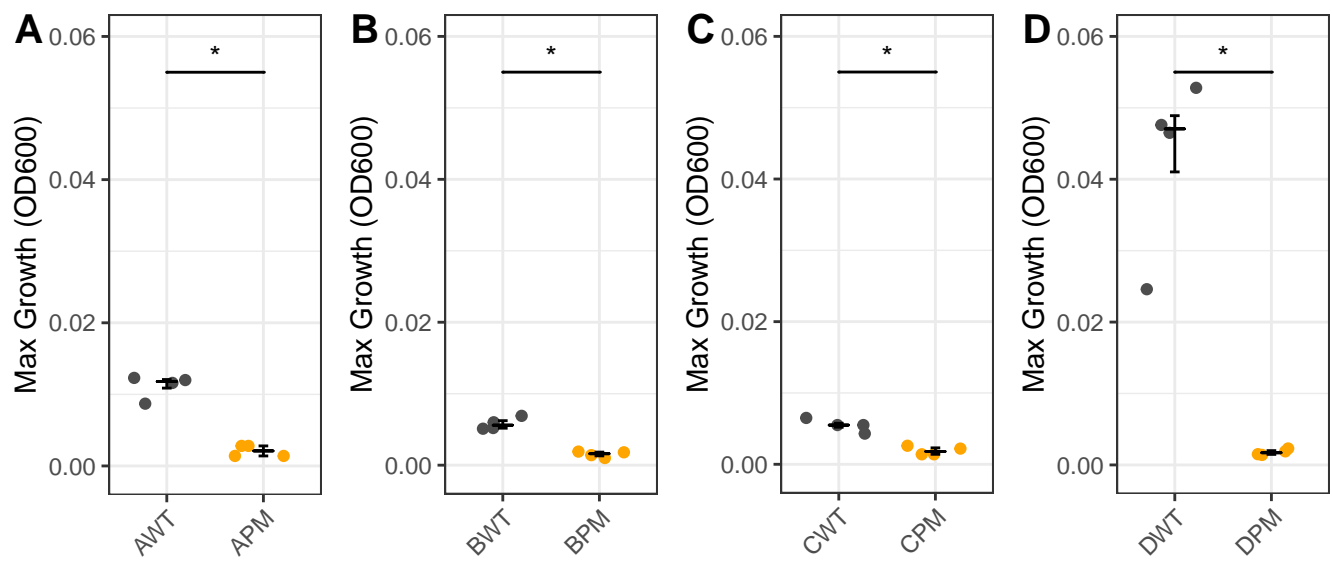 A
Max Growth (OD600)
0.06
0.04
0.02
0.00
*
AWT
APM
B
Max Growth (OD600)
0.06
0.04
0.02
0.00
*
BWT
BPM
C
Max Growth (OD600)
0.06
0.04
0.02
0.00
*
CWT
CPM
D
Max Growth (OD600)
0.06
0.04
0.02
0.00
*
DWT
DPM